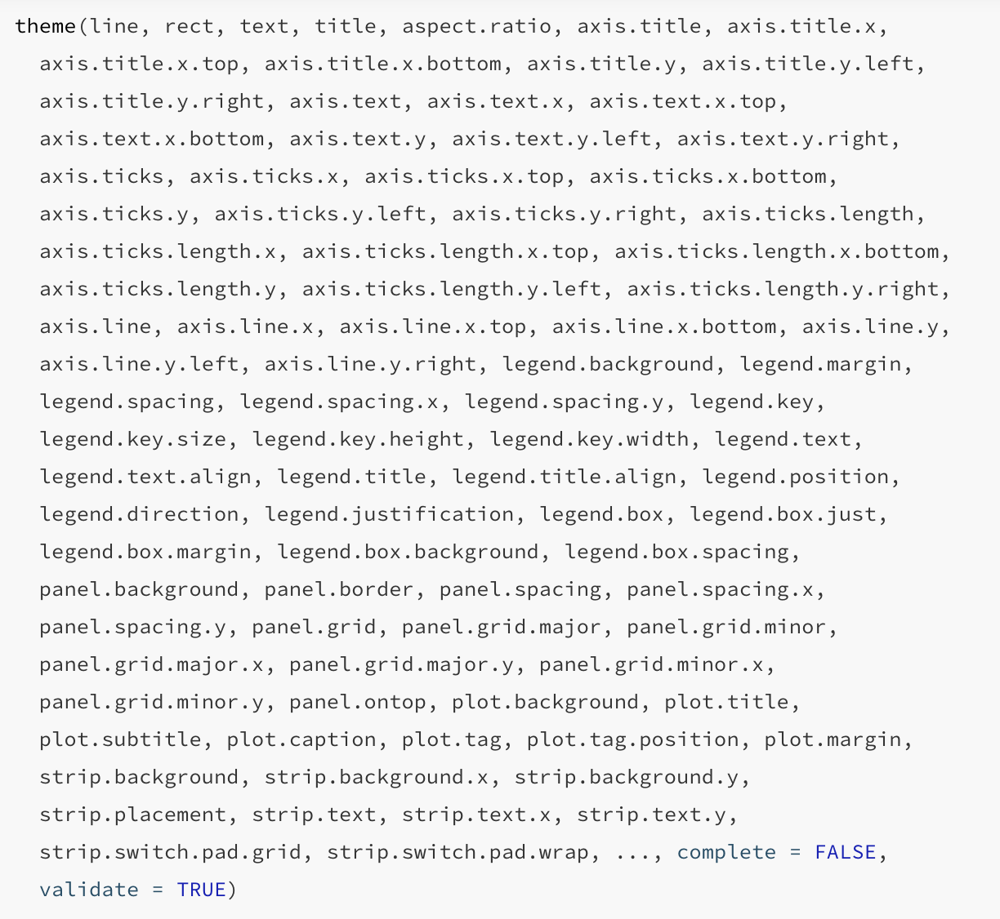 theme(line, rect, text, title, aspect.ratio, axis.title, axis.title.x,
axis.title.x.top, axis.title.x.bottom, axis.title.y, axis.title.y.left,
axis.title.y.right, axis.text, axis.text.x, axis.text.x.top,
axis.text.x.bottom, axis.text.y, axis.text.y.left, axis.text.y.right,
axis.ticks, axis.ticks.x, axis.ticks.x.top, axis.ticks.x.bottom,
axis.ticks.y, axis.ticks.y.left, axis.ticks.y.right, axis.ticks.length,
axis.ticks.length.x, axis.ticks.length.x.top, axis.ticks.length.x.bottom,
axis.ticks.length.y, axis.ticks.length.y.left, axis.ticks.length.y.right,
axis.line, axis.line.x, axis.line.x.top, axis.line.x.bottom, axis.line.y,
axis.line.y.left, axis.line.y.right, legend.background, legend.margin,
legend.spacing, legend.spacing.x, legend.spacing.y, legend.key,
legend.key.size, legend.key.height, legend.key.width, legend.text,
legend.text.align, legend.title, legend.title.align, legend.position,
legend.direction, legend.justification, legend.box, legend.box.just,
legend.box.margin, legend.box.background, legend.box.spacing,
panel.background, panel.border, panel.spacing, panel.spacing.x,
panel.spacing.y, panel.grid, panel.grid.major, panel.grid.minor,
panel.grid.major.x, panel.grid.major.y, panel.grid.minor.x,
panel.grid.minor.y, panel.ontop, plot.background, plot.title,
plot.subtitle, plot.caption, plot.tag, plot.tag.position, plot.margin,
strip.background, strip.background.x, strip.background.y,
strip.placement, strip.text, strip.text.x, strip.text.y,
strip.switch.pad.grid, strip.switch.pad.wrap, ..., complete = FALSE,
validate = TRUE)